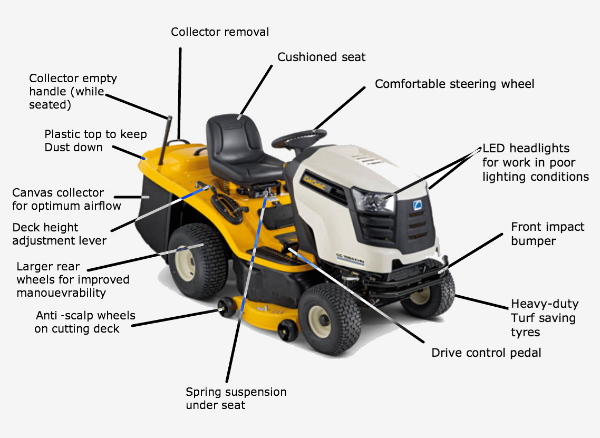 Collector removal
Cushioned seat
Collector empty
handle (while
seated)
Comfortable steering wheel
Plastic top to keep
Dust down
LED headlights
for work in poor
lighting conditions
Canvas collector
for optimum airflow
Deck height
adjustment lever
Front impact
bumper
Larger rear
wheels for improved
manouevrability
Heavy-duty
Turf saving
tyres
Anti -scalp wheels
on cutting deck
Drive control pedal
Spring suspension
under seat